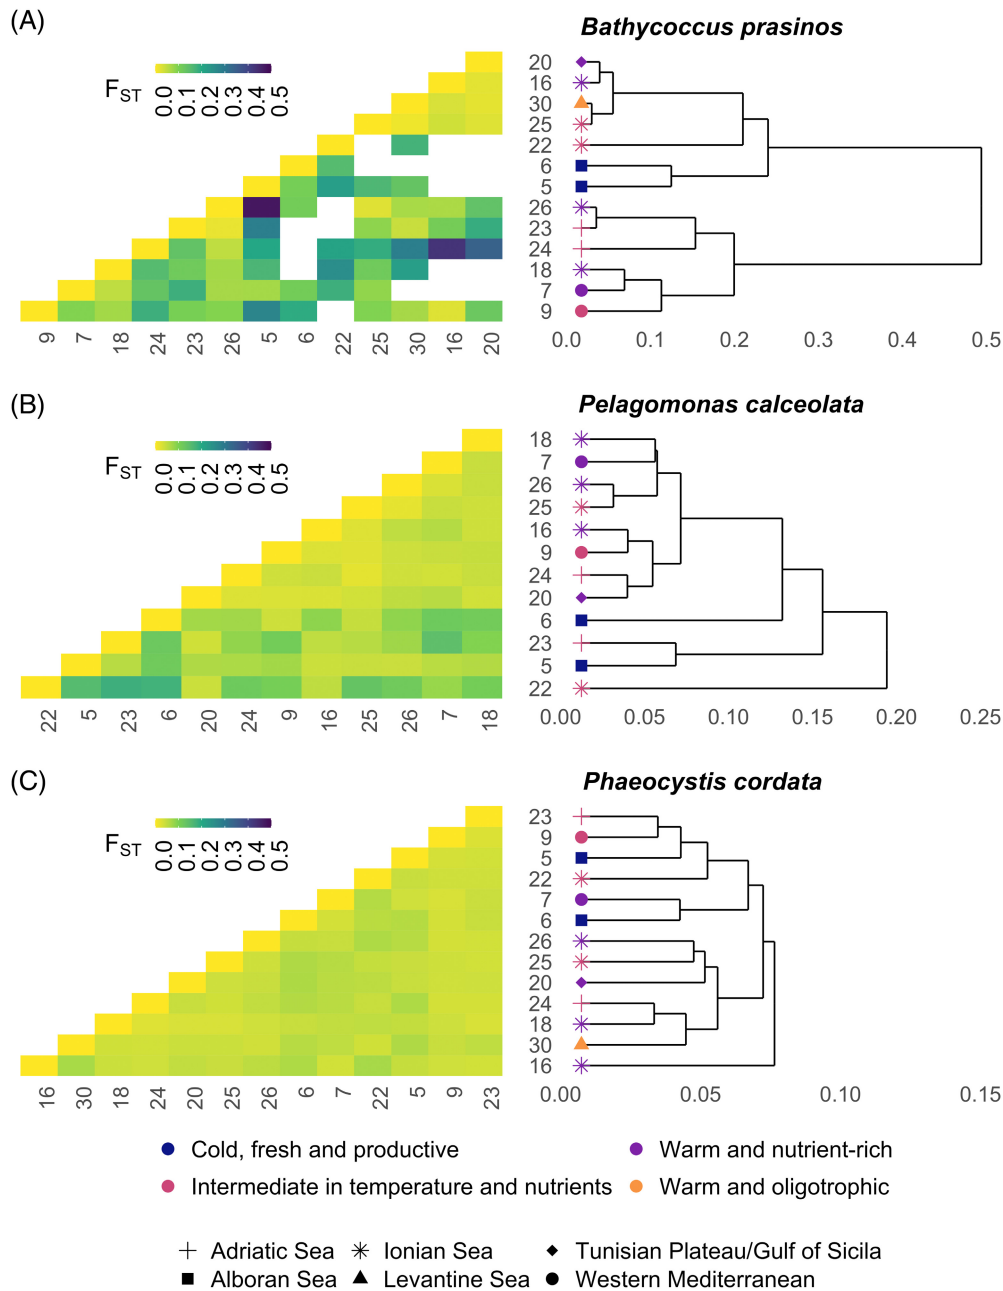 (A)
Bathycoccus prasinos
F_ST
0.0 0.1 0.2 0.3 0.4 0.5
20
16
30
25
22
6
5
26
23
24
18
7
9
9 7 18 24 23 26 5 6 22 25 30 16 20
0.0 0.1 0.2 0.3 0.4 0.5
(B)
Pelagomonas calceolata
F_ST
0.0 0.1 0.2 0.3 0.4 0.5
18
7
26
25
16
9
24
20
6
23
5
22
22 5 23 6 20 24 9 16 25 26 7 18
0.00 0.05 0.10 0.15 0.20 0.25
(C)
Phaeocystis cordata
F_ST
0.0 0.1 0.2 0.3 0.4 0.5
23
9
5
22
7
6
26
25
20
24
18
30
16
16 30 18 24 20 25 26 6 7 22 5 9 23
0.00 0.05 0.10 0.15
Cold, fresh and productive
Warm and nutrient-rich
Intermediate in temperature and nutrients
Warm and oligotrophic
Adriatic Sea
Ionian Sea
Tunisian Plateau/Gulf of Sicila
Alboran Sea
Levantine Sea
Western Mediterranean